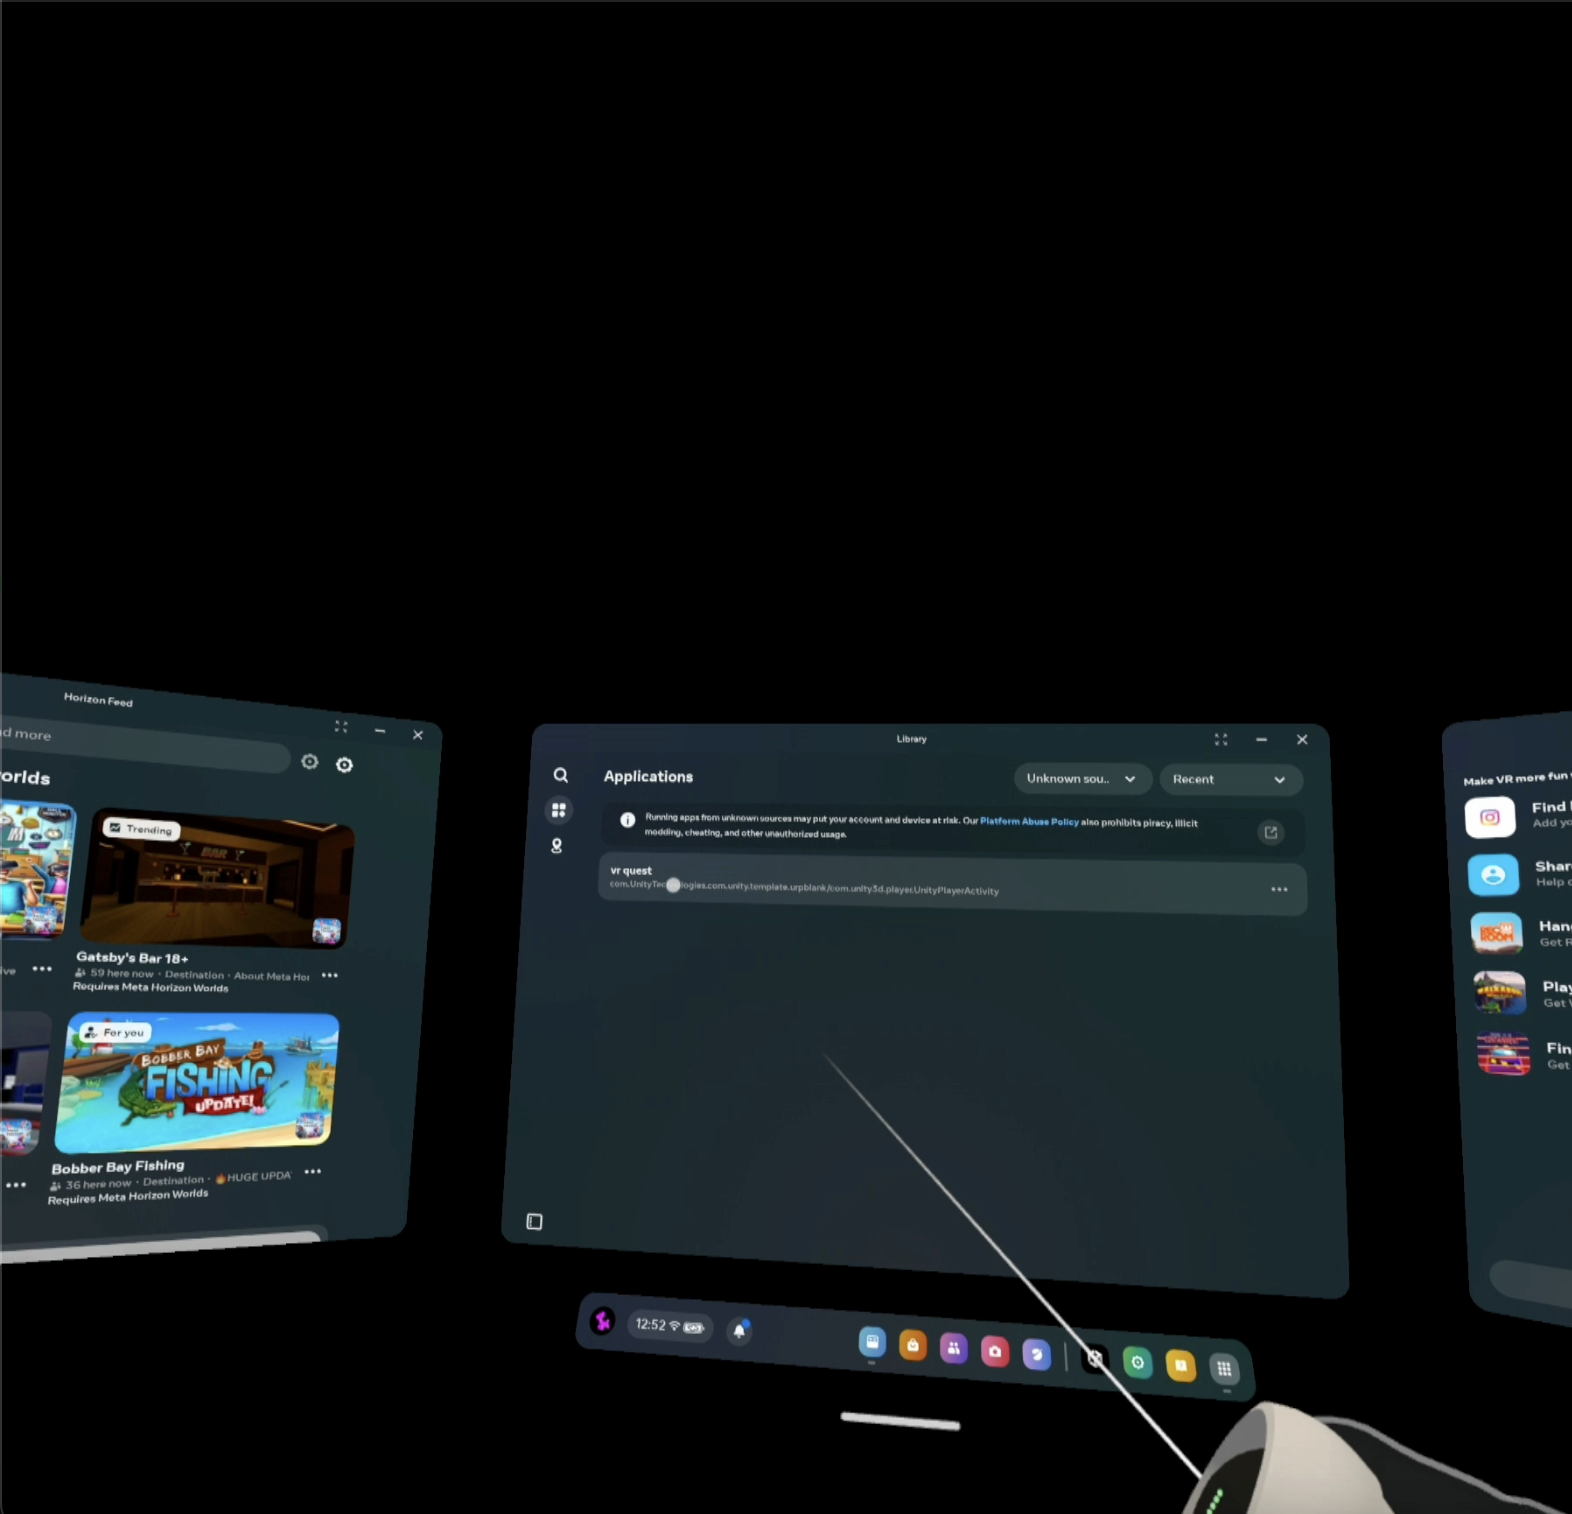 Horizon Feed
d more
orlds
Trending
BAR
Gatsby's Bar 18+
ive
59 here now · Destination · About Meta Hor
Requires Meta Horizon Worlds
For you
BOBBER BAY
FISHING
UPDATE!
Bobber Bay Fishing
36 here now · Destination · 🔥HUGE UPDA
Requires Meta Horizon Worlds
Library
Applications
Unknown sou..
Recent
Running apps from unknown sources may put your account and device at risk. Our Platform Abuse Policy also prohibits piracy, illicit
modding, cheating, and other unauthorized usage.
vr quest
logies.com.unity.template.urpblank/com.unity3d.player.UnityPlayerActivity
12:52
Make VR more fun
Find
Add yo
Shar
Help
Han
Get R
REC ROOM
Play
Get
Fin
Get